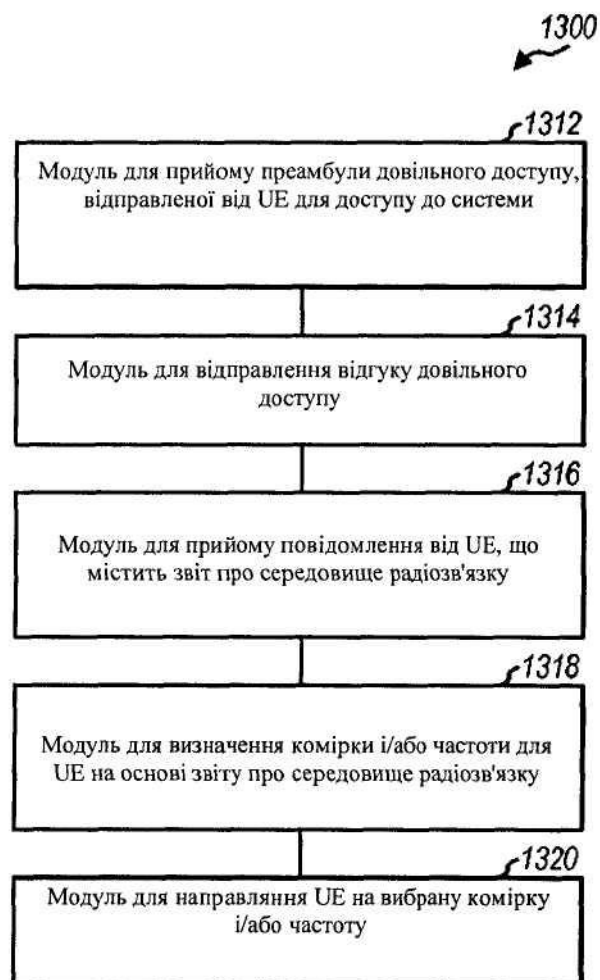 1300
1312
Модуль для прийому преамбули довільного доступу,
відправленої від UE для доступу до системи
1314
Модуль для відправлення відгуку довільного
доступу
1316
Модуль для прийому повідомлення від UE, що
містить звіт про середовище радіозв'язку
1318
Модуль для визначення комірки і/або частоти для
UE на основі звіту про середовище радіозв'язку
1320
Модуль для направляння UE на вибрану комірку
і/або частоту